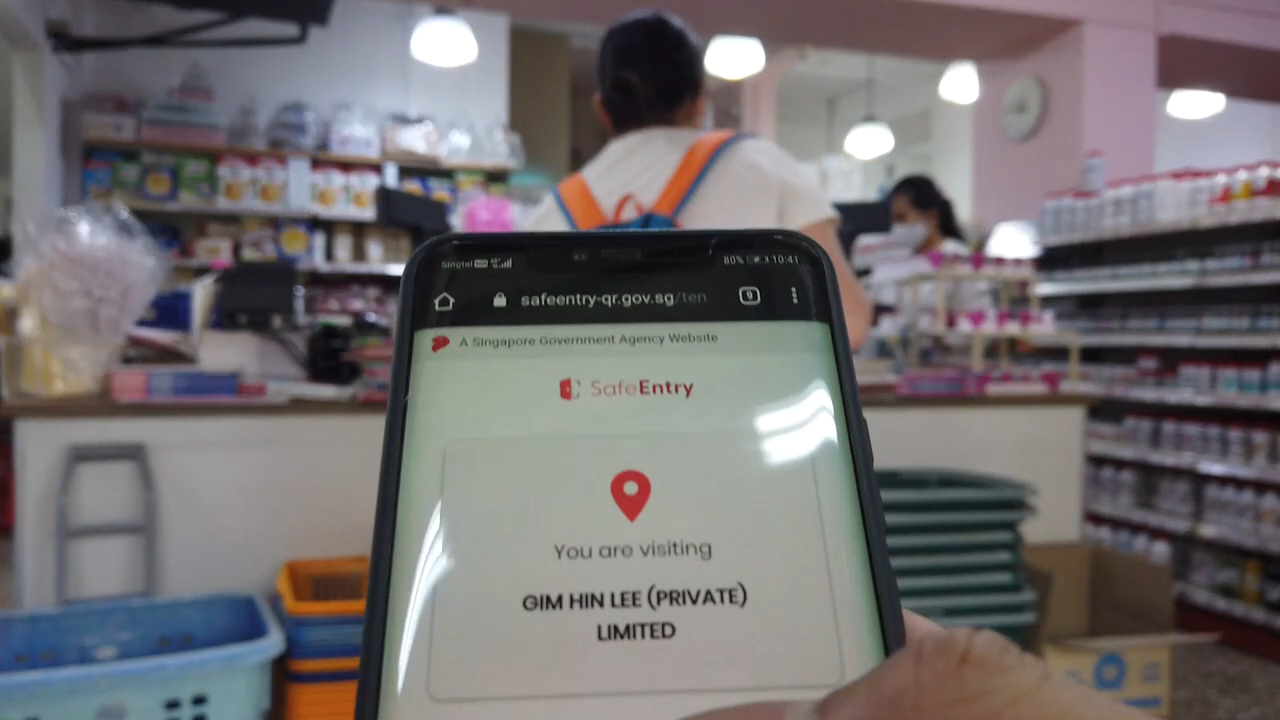 Singtel 80% 10:41
safeentry-qr.gov.sg/ten 9
A Singapore Government Agency Website
SafeEntry
You are visiting
GIM HIN LEE (PRIVATE)
LIMITED